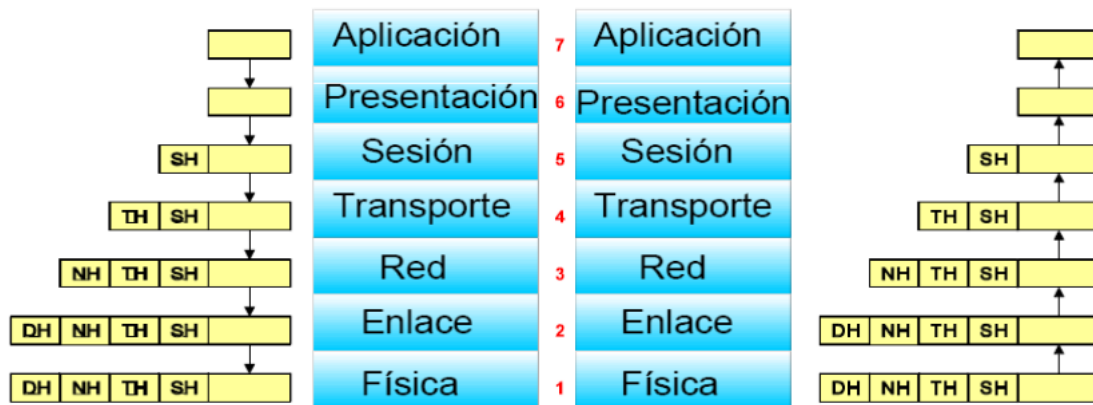 Aplicación 7 Aplicación
Presentación 6 Presentación
SH Sesión 5 Sesión SH
TH SH Transporte 4 Transporte TH SH
NH TH SH Red 3 Red NH TH SH
DH NH TH SH Enlace 2 Enlace DH NH TH SH
DH NH TH SH Física 1 Física DH NH TH SH